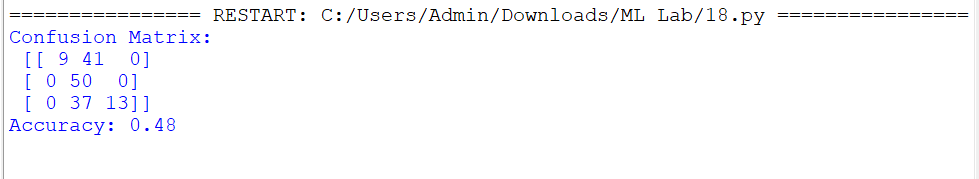 ================ RESTART: C:/Users/Admin/Downloads/ML Lab/18.py ================
Confusion Matrix:
 [[ 9 41  0]
 [ 0 50  0]
 [ 0 37 13]]
Accuracy: 0.48